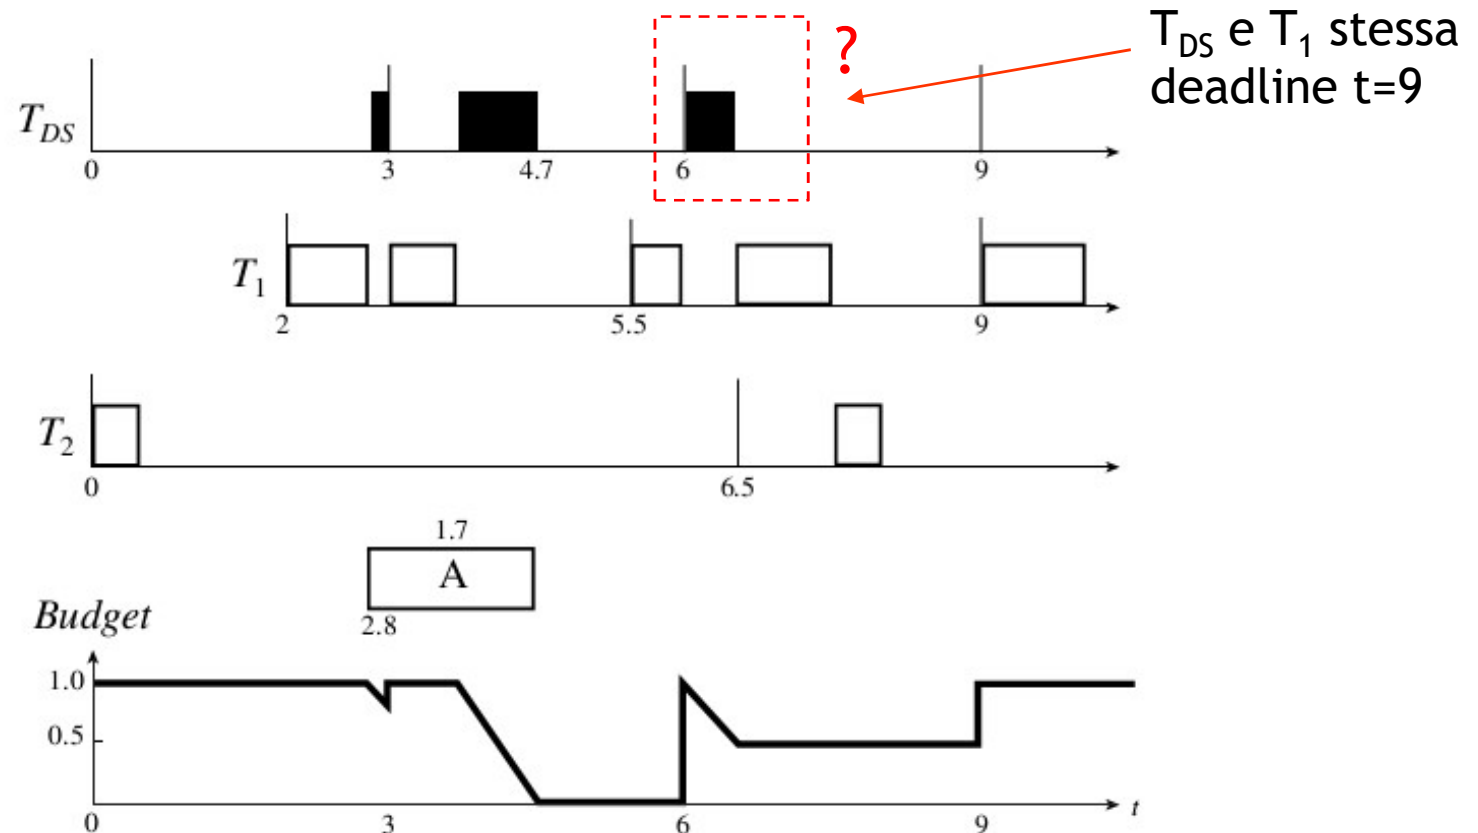 T_DS e T_1 stessa
deadline t=9
?
T_DS
0 3 4.7 6 9
T_1
2 5.5 9
T_2
0 6.5
1.7
A
2.8
Budget
1.0
0.5
0 3 6 9 t